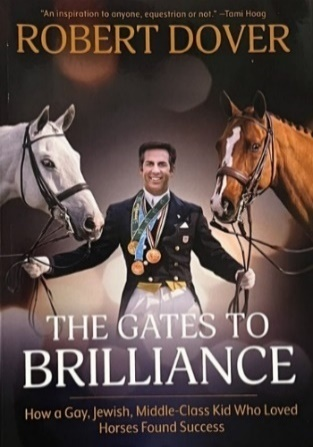 "An inspiration to anyone, equestrian or not." —Tami Hoag
ROBERT DOVER
THE GATES TO
BRILLIANCE
How a Gay, Jewish, Middle-Class Kid Who Loved
Horses Found Success